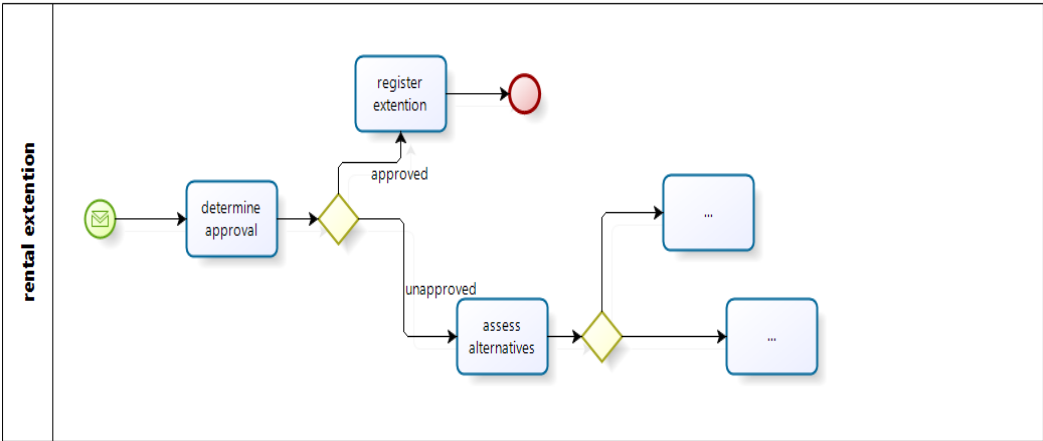 rental extention
register
extention
approved
determine
approval
...
unapproved
assess
alternatives
...